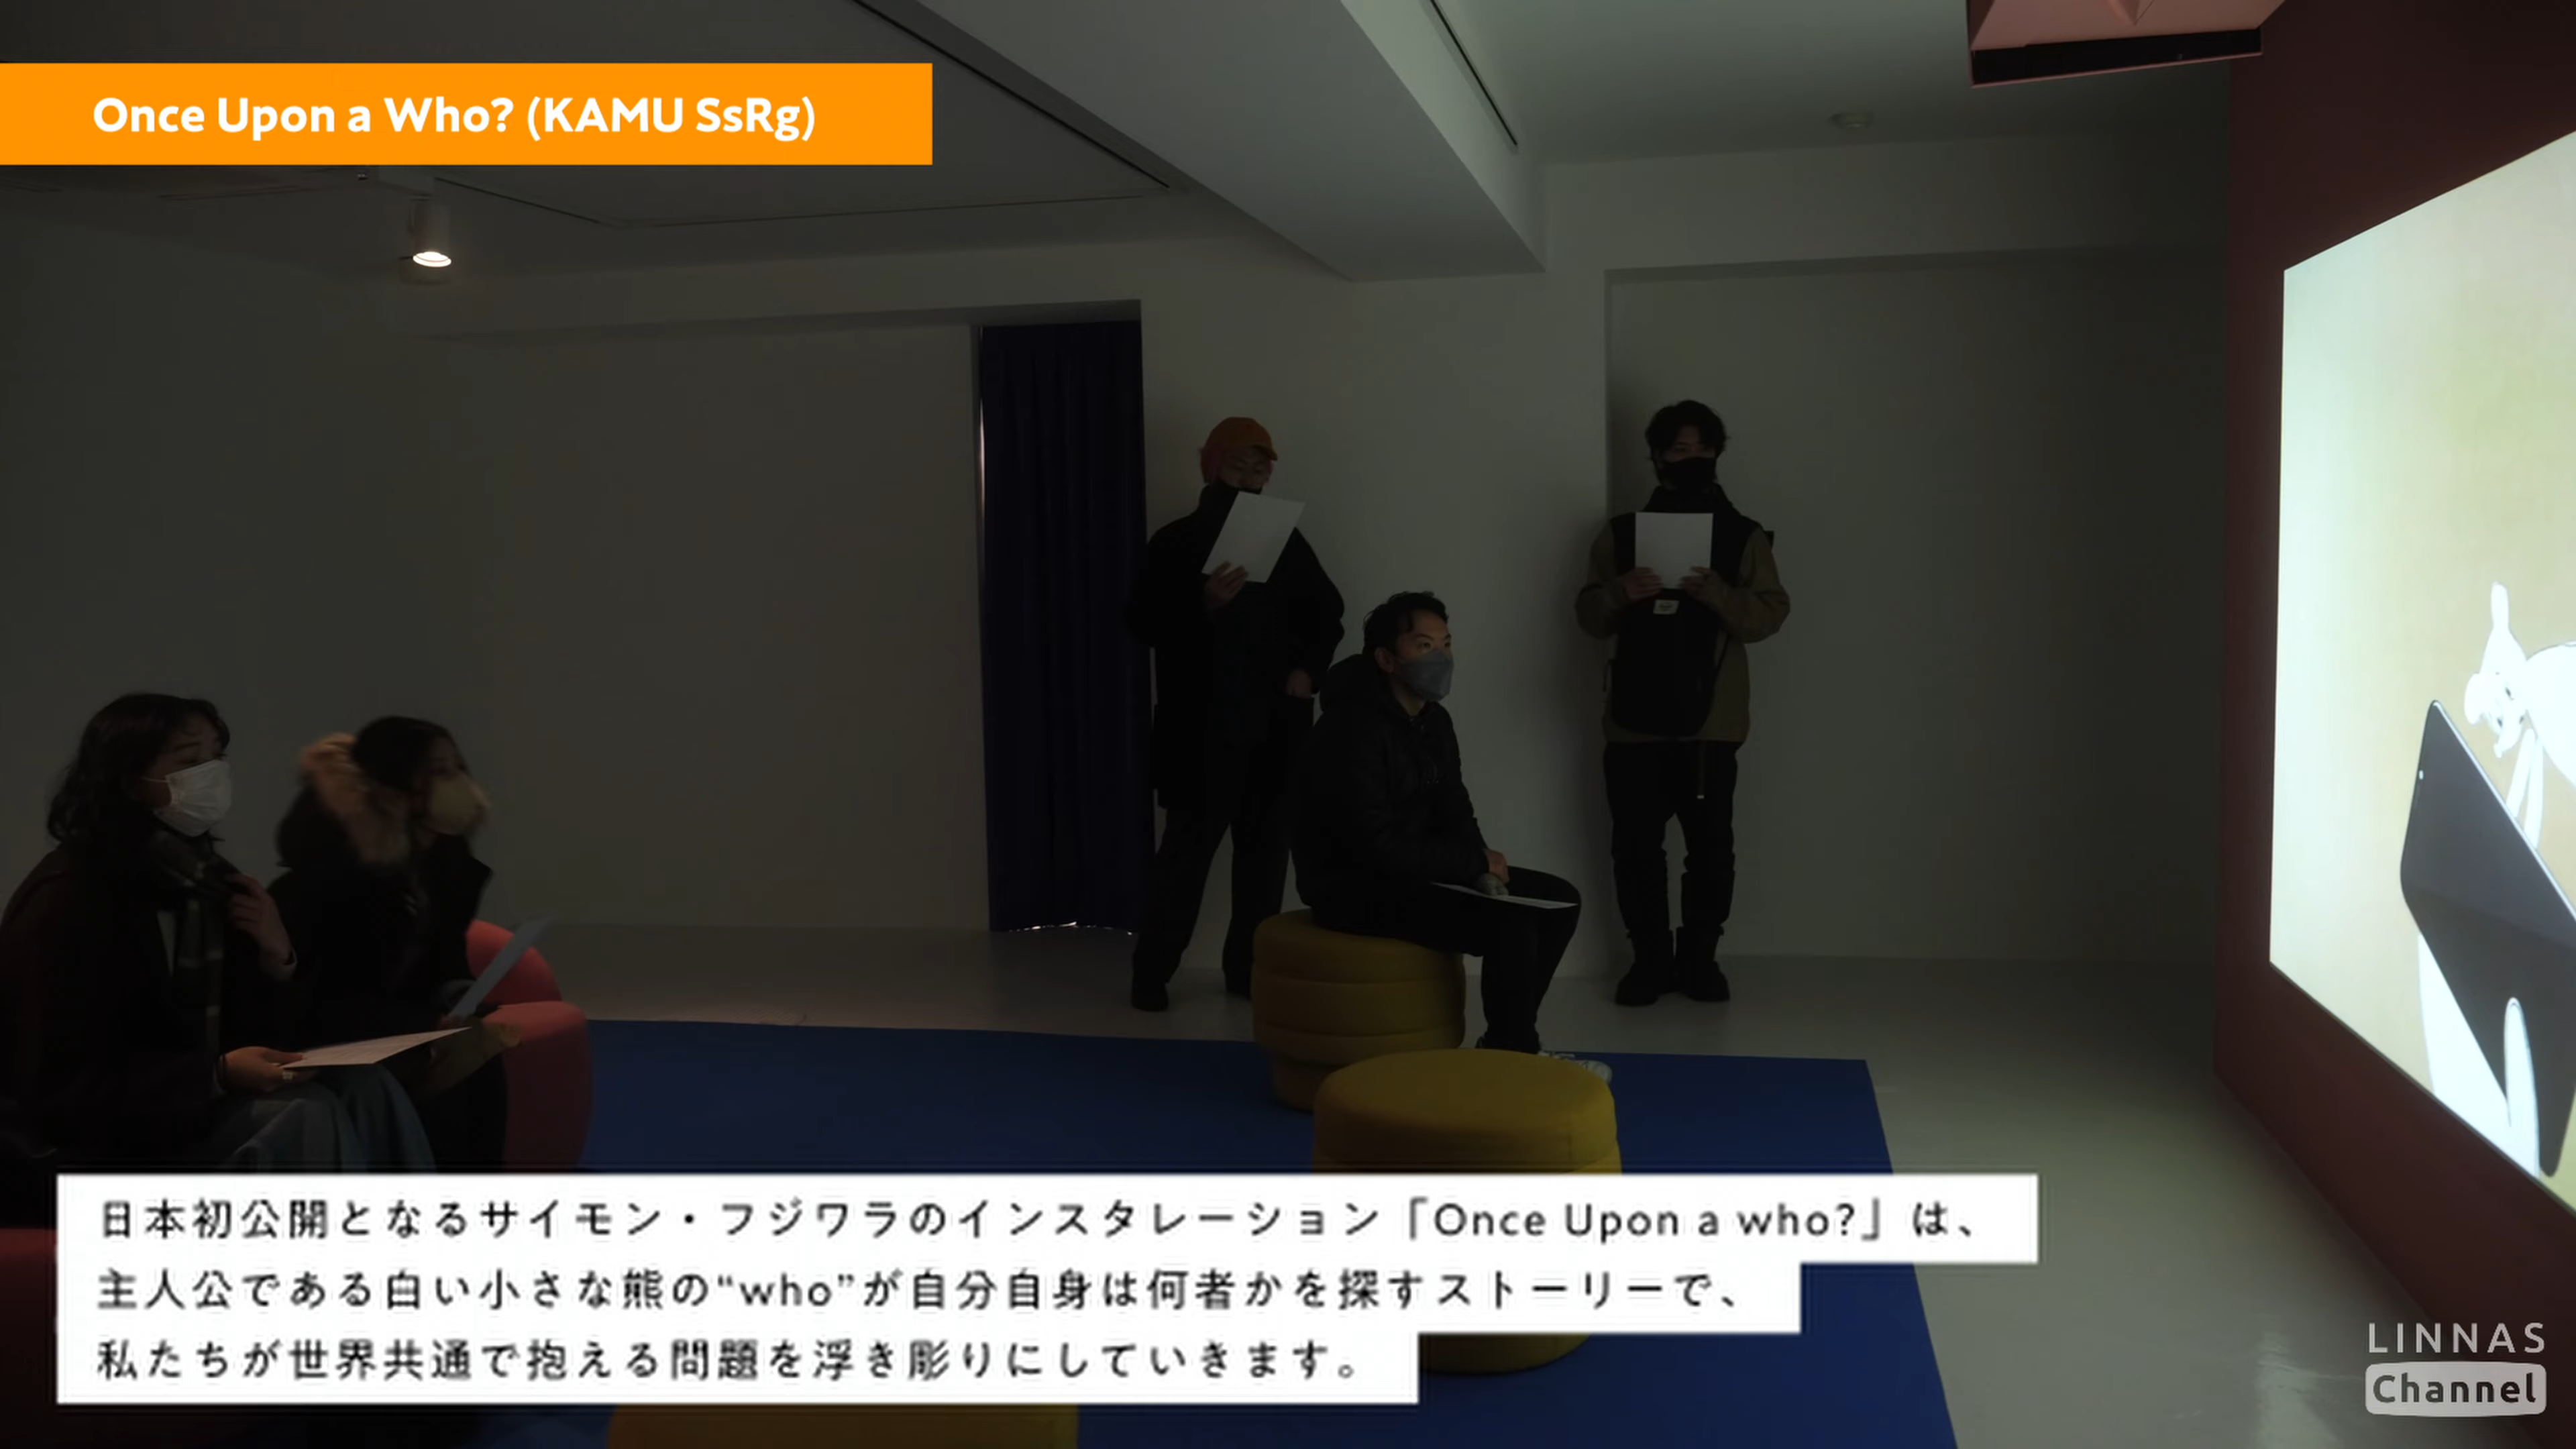 Once Upon a Who? (KAMU SsRg)
日本初公開となるサイモン・フジワラのインスタレーション「Once Upon a who?」は、
主人公である白い小さな熊の“who”が自分自身は何者かを探すストーリーで、
私たちが世界共通で抱える問題を浮き彫りにしていきます。
LINNAS
Channel